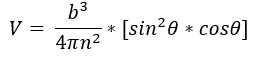 V = b³ / 4πn² * [sin²θ * cosθ]